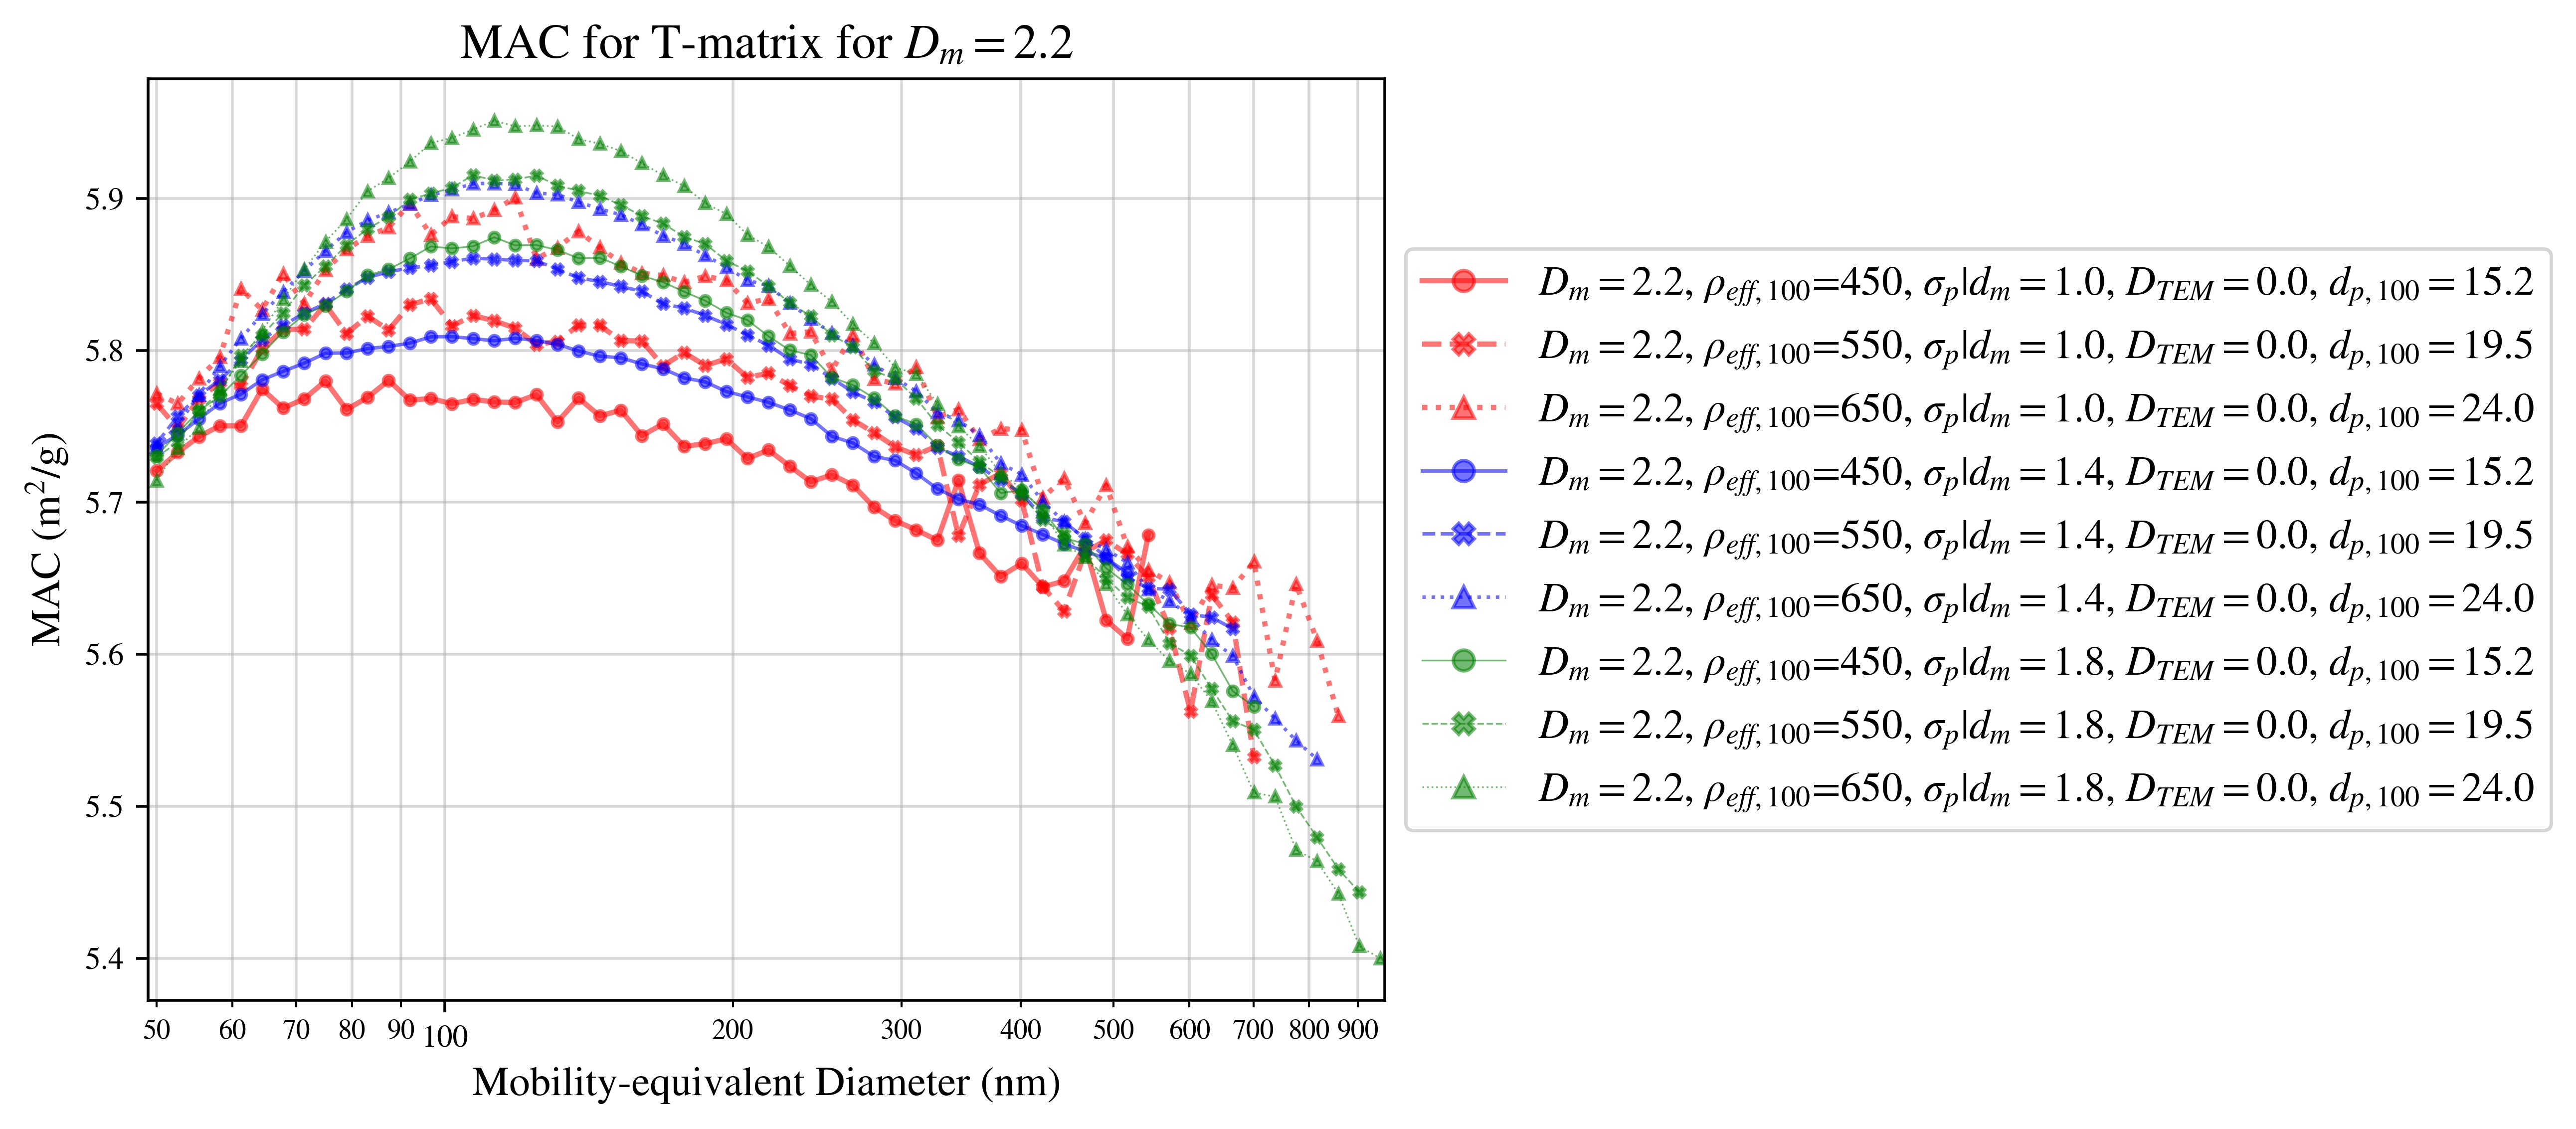 MAC for T-matrix for Dₘ = 2.2
MAC (m²/g)
5.9
5.8
5.7
5.6
5.5
5.4
50 60 70 80 90 100 200 300 400 500 600 700 800 900
Mobility-equivalent Diameter (nm)
D_m = 2.2, ρ_eff,100=450, σ_p|d_m = 1.0, D_TEM = 0.0, d_p,100 = 15.2
D_m = 2.2, ρ_eff,100=550, σ_p|d_m = 1.0, D_TEM = 0.0, d_p,100 = 19.5
D_m = 2.2, ρ_eff,100=650, σ_p|d_m = 1.0, D_TEM = 0.0, d_p,100 = 24.0
D_m = 2.2, ρ_eff,100=450, σ_p|d_m = 1.4, D_TEM = 0.0, d_p,100 = 15.2
D_m = 2.2, ρ_eff,100=550, σ_p|d_m = 1.4, D_TEM = 0.0, d_p,100 = 19.5
D_m = 2.2, ρ_eff,100=650, σ_p|d_m = 1.4, D_TEM = 0.0, d_p,100 = 24.0
D_m = 2.2, ρ_eff,100=450, σ_p|d_m = 1.8, D_TEM = 0.0, d_p,100 = 15.2
D_m = 2.2, ρ_eff,100=550, σ_p|d_m = 1.8, D_TEM = 0.0, d_p,100 = 19.5
D_m = 2.2, ρ_eff,100=650, σ_p|d_m = 1.8, D_TEM = 0.0, d_p,100 = 24.0